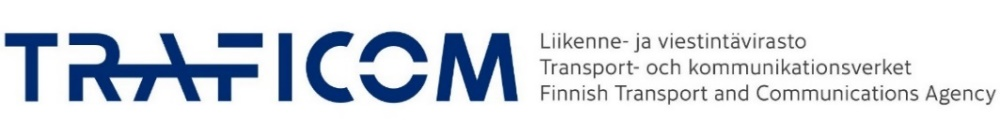 TRAFICOM
Liikenne- ja viestintävirasto
Transport- och kommunikationsverket
Finnish Transport and Communications Agency